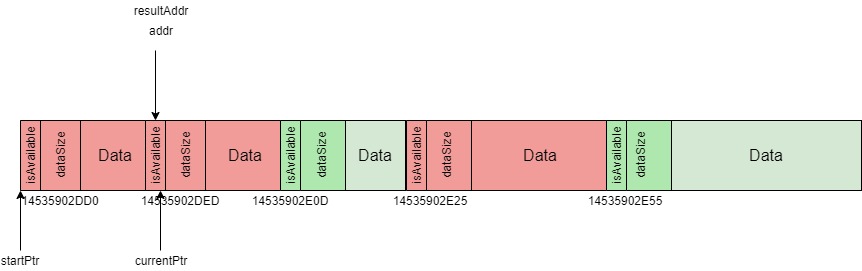 resultAddr
addr
isAvailable
dataSize
Data
isAvailable
dataSize
Data
isAvailable
dataSize
Data
isAvailable
dataSize
Data
isAvailable
dataSize
Data
14535902DD0
14535902DED
14535902E0D
14535902E25
14535902E55
startPtr
currentPtr